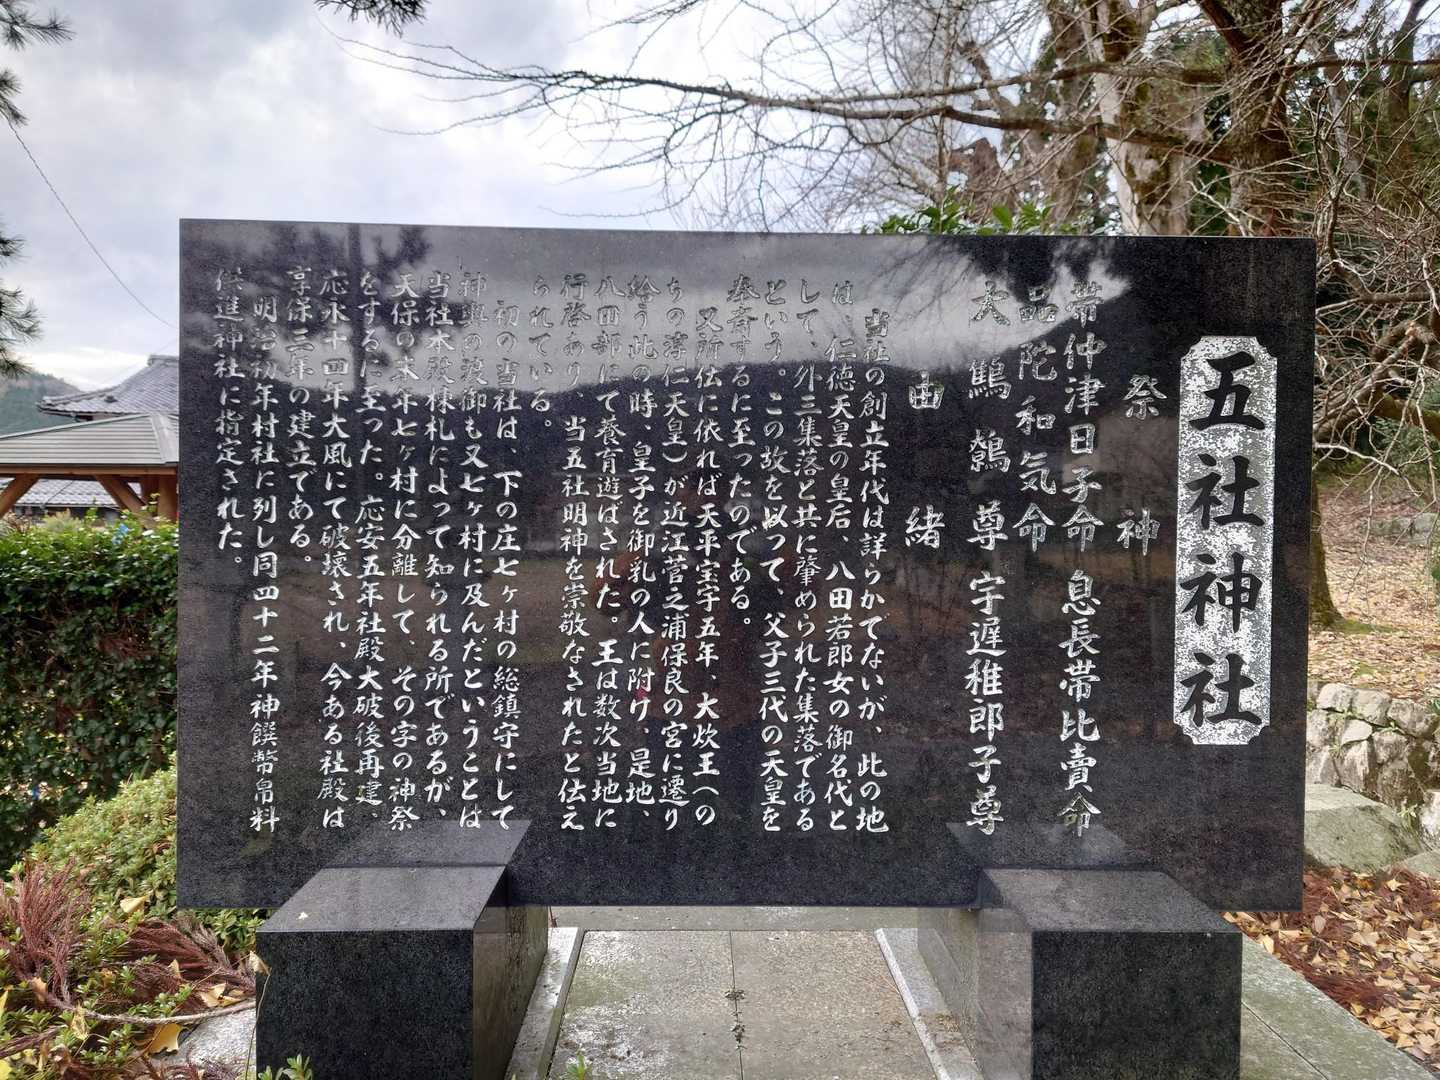 五社神社
祭神
帯仲津日子命 息長帯比賣命
品陀和気命
大鷦鷯尊 宇遅稚郎子尊
由緒
当社の創立年代は詳らかでないが、此の地
は、仁徳天皇の皇后、八田若郎女の御名代と
して、外三集落と共に肇められた集落である
という。この故を以って、父子三代の天皇を
奉斎するに至ったのである。
又所伝に依れば天平宝宇五年、大炊王(の
ちの淳仁天皇)が近江菅之浦保良の宮に遷り
給う此の時、皇子を御乳の人に附け、是地、
八田部にて養育遊ばされた。王は数次当地に
行啓あり、当五社明神を崇敬なされたと伝え
られている。
初の当社は、下の庄七ヶ村の総鎮守にして
神輿の渡御も又七ヶ村に及んだということは
当社本殿棟札によって知られる所であるが、
天保の末年七ヶ村に分離して、その字の神祭
をするに至った。応安五年社殿大破後再建、
応永十四年大風にて破壊され、今ある社殿は
享保三年の建立である。
明治初年村社に列し同四十二年神饌幣帛料
供進神社に指定された。